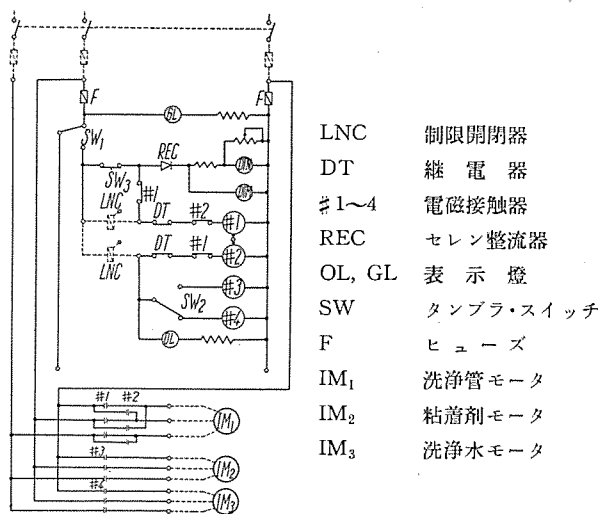 F
GL
F
SW₁
REC
SW₃
#1
LNC
DT
#2
#1
DT
#1
#2
LNC
#3
SW₂
#4
OL
#1
#2
IM₁
#3
IM₂
IM₃
LNC 制限開閉器
DT 継電器
#1〜4 電磁接触器
REC セレン整流器
OL, GL 表示燈
SW タンブラ・スイッチ
F ヒューズ
IM₁ 洗浄管モータ
IM₂ 粘着剤モータ
IM₃ 洗浄水モータ